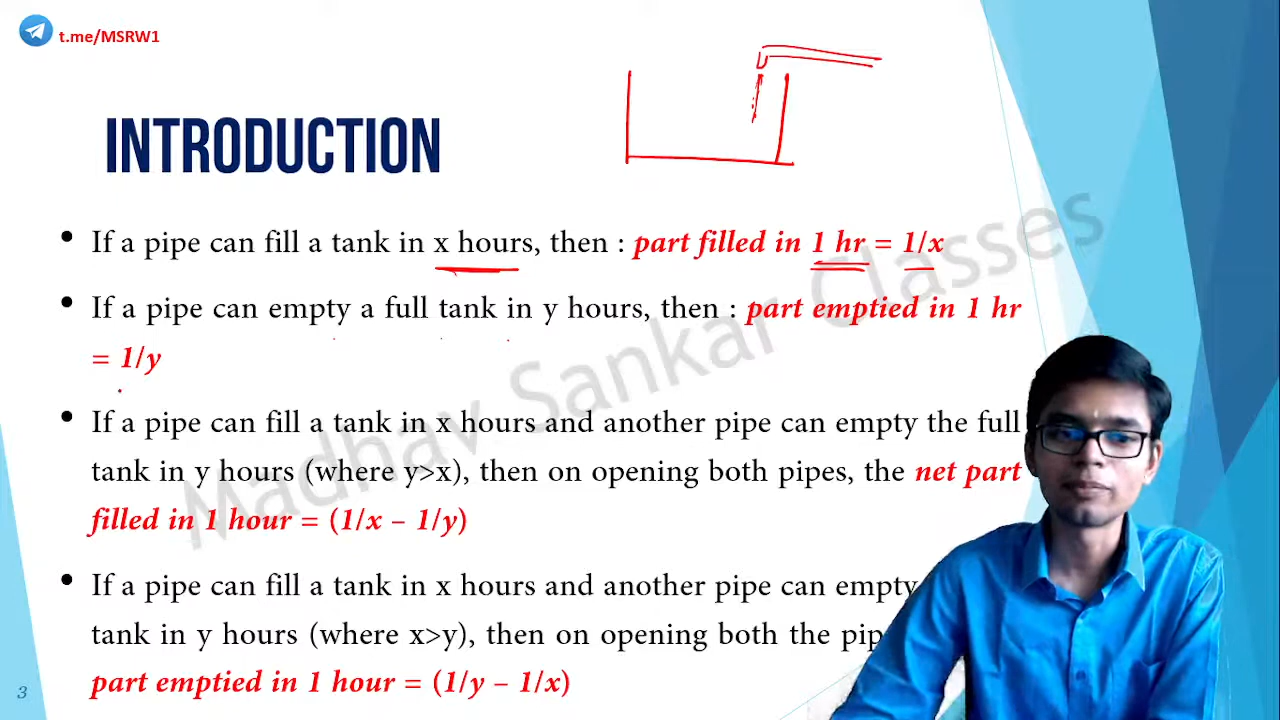 t.me/MSRW1
INTRODUCTION
• If a pipe can fill a tank in x hours, then : part filled in 1 hr = 1/x
• If a pipe can empty a full tank in y hours, then : part emptied in 1 hr
= 1/y
• If a pipe can fill a tank in x hours and another pipe can empty the full
tank in y hours (where y>x), then on opening both pipes, the net part
filled in 1 hour = (1/x – 1/y)
• If a pipe can fill a tank in x hours and another pipe can empty
tank in y hours (where x>y), then on opening both the pip
part emptied in 1 hour = (1/y – 1/x)
Madhav Sankar Classes
3